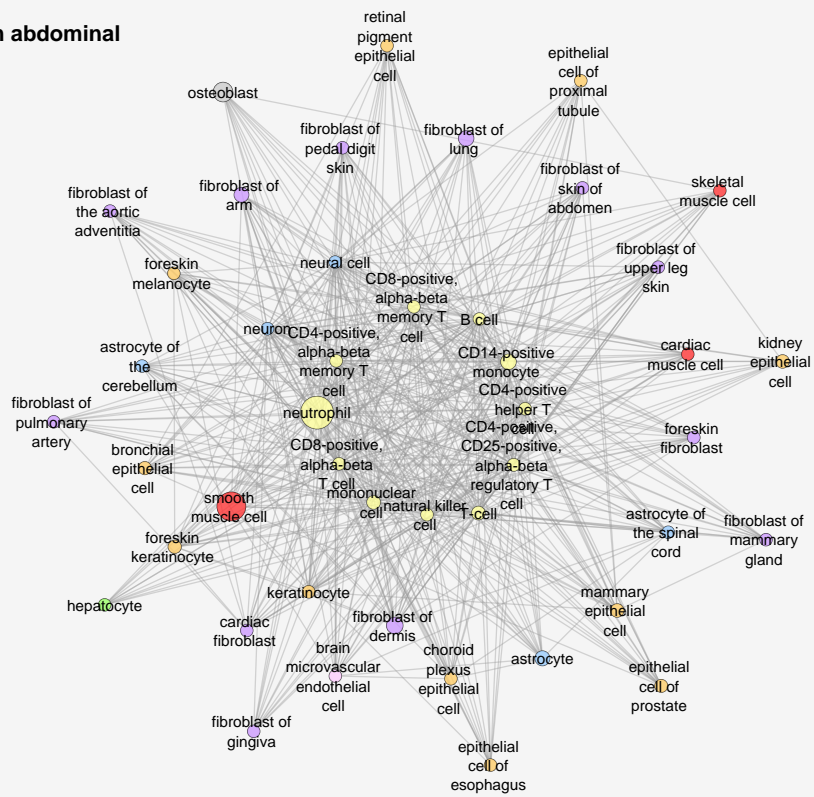 n abdominal
retinal
pigment
epithelial
cell
epithelial
cell of
proximal
tubule
osteoblast
fibroblast of
pedal digit
skin
fibroblast of
lung
fibroblast of
skin of
abdomen
skeletal
muscle cell
fibroblast of
arm
fibroblast of
the aortic
adventitia
fibroblast of
upper leg
skin
foreskin
melanocyte
neural cell
CD8-positive,
alpha-beta
memory T
cell
B cell
neuron
CD4-positive,
alpha-beta
memory T
cell
CD14-positive
monocyte
cardiac
muscle cell
kidney
epithelial
cell
astrocyte of
the
cerebellum
CD4-positive
helper T
cell
neutrophil
fibroblast of
pulmonary
artery
CD4-positive,
CD25-positive,
alpha-beta
regulatory T
cell
foreskin
fibroblast
bronchial
epithelial
cell
CD8-positive,
alpha-beta
T cell
mononuclear
cell
natural killer
cell
T-cell
smooth
muscle cell
astrocyte of
the spinal
cord
fibroblast of
mammary
gland
foreskin
keratinocyte
hepatocyte
keratinocyte
mammary
epithelial
cell
cardiac
fibroblast
fibroblast of
dermis
brain
microvascular
endothelial
cell
choroid
plexus
epithelial
cell
astrocyte
epithelial
cell of
prostate
fibroblast of
gingiva
epithelial
cell of
esophagus